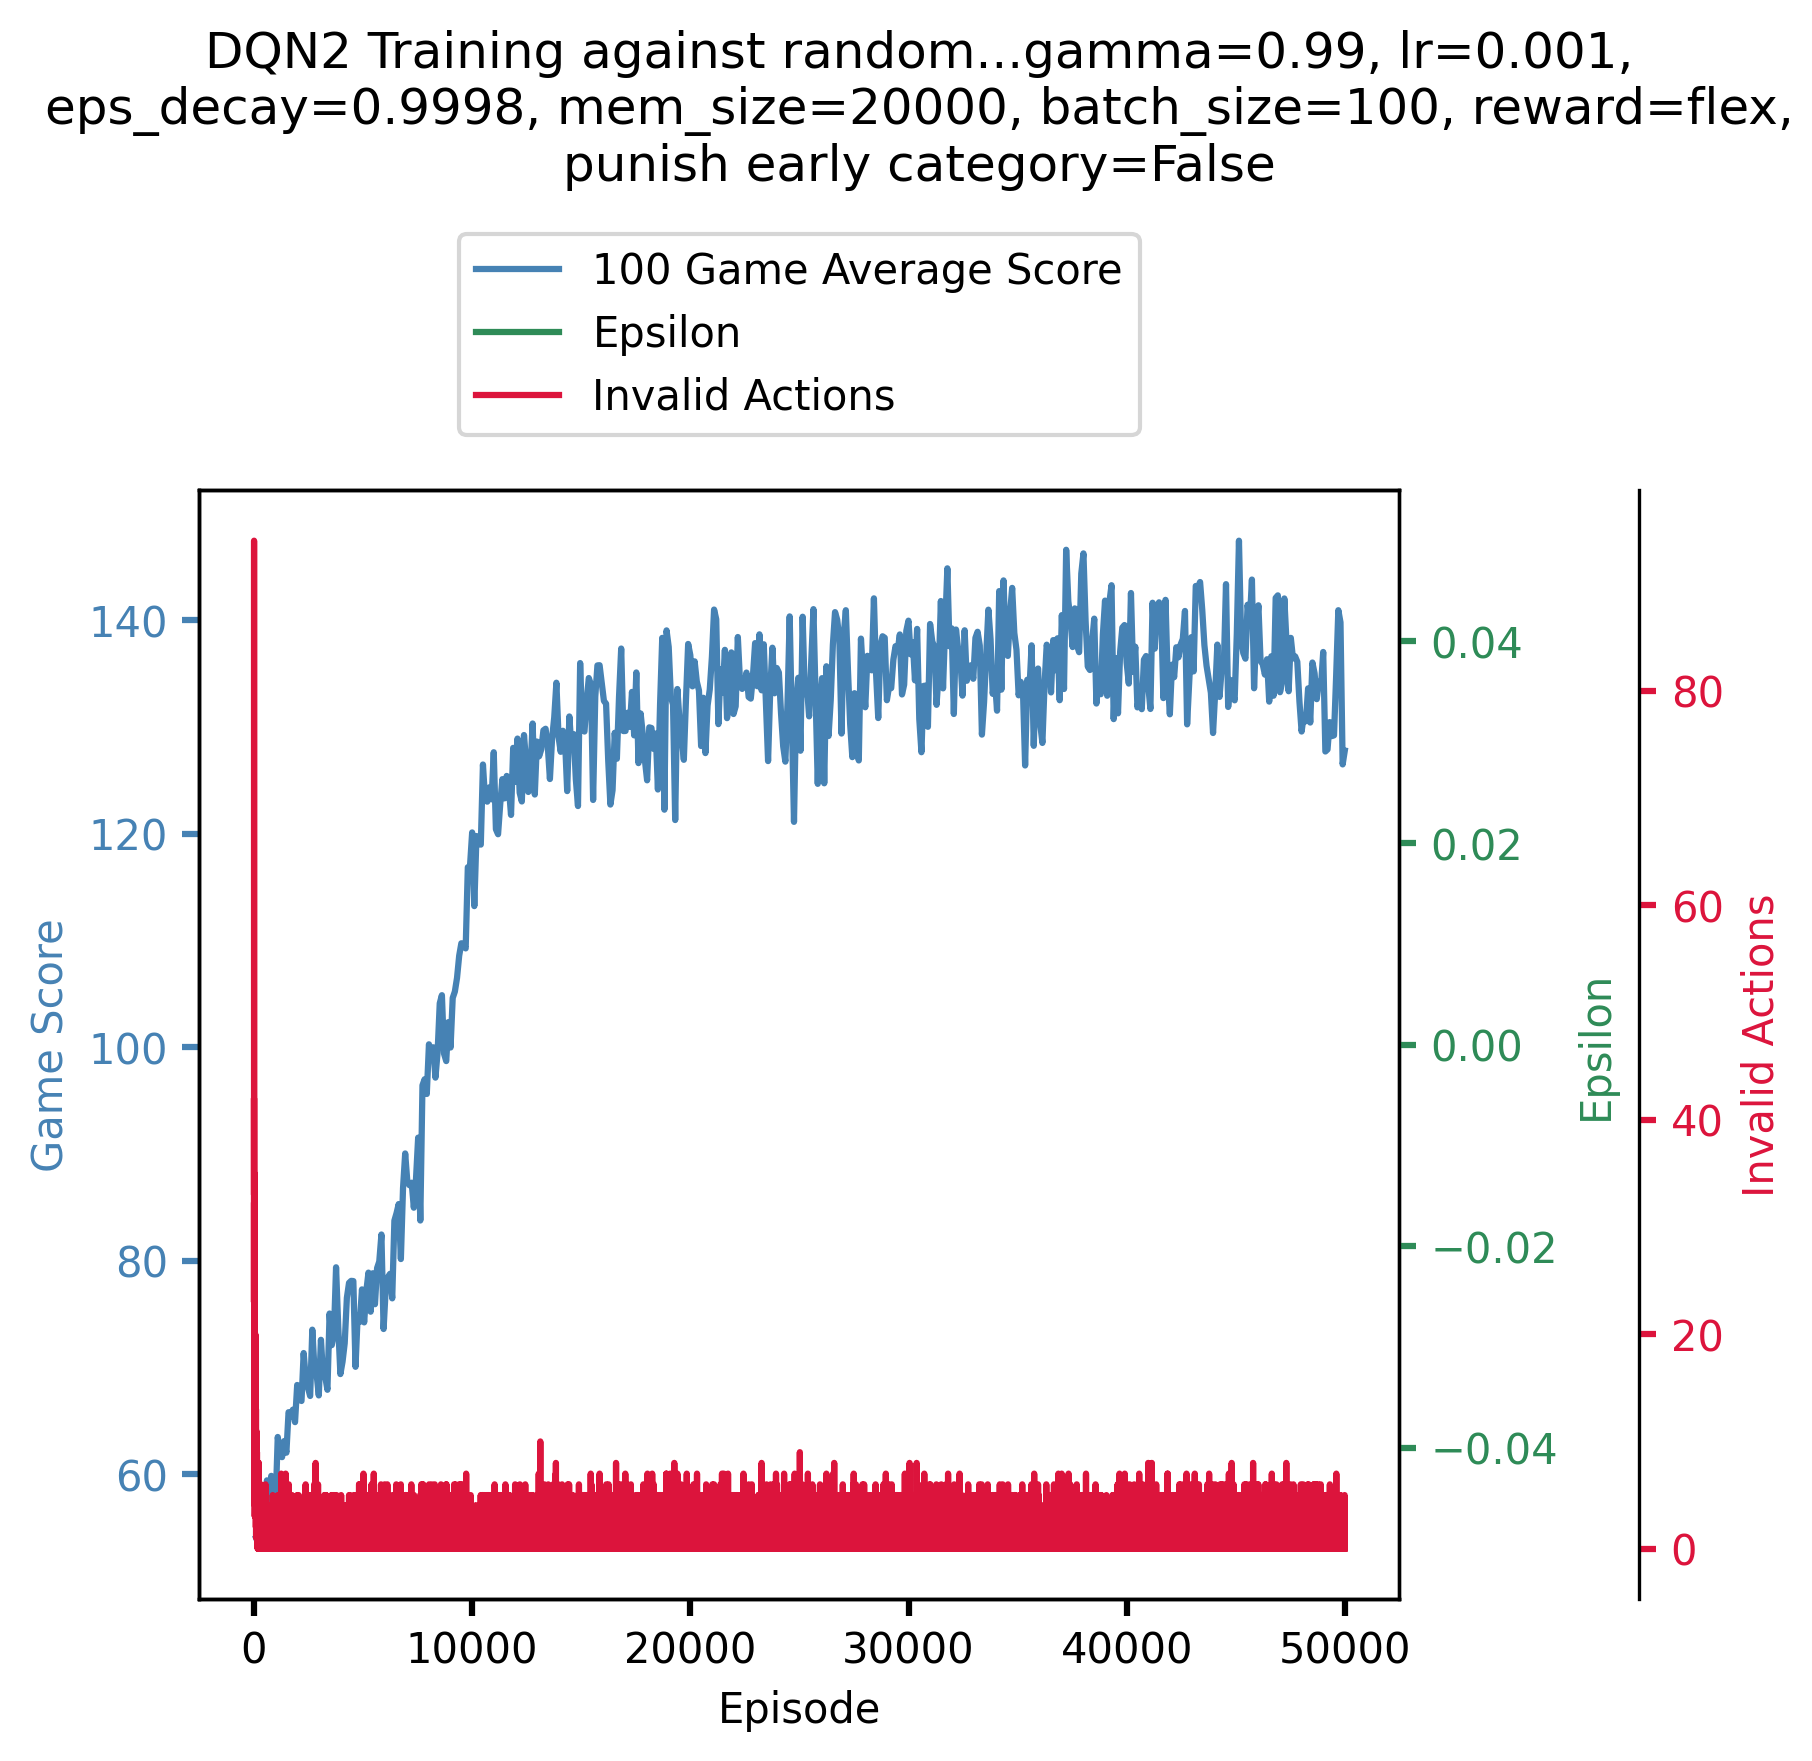 DQN2 Training against random...gamma=0.99, lr=0.001,
eps_decay=0.9998, mem_size=20000, batch_size=100, reward=flex,
punish early category=False
100 Game Average Score
Epsilon
Invalid Actions
Game Score
140
120
100
80
60
0.04
0.02
0.00
−0.02
−0.04
Epsilon
80
60
40
20
0
Invalid Actions
0
10000
20000
30000
40000
50000
Episode